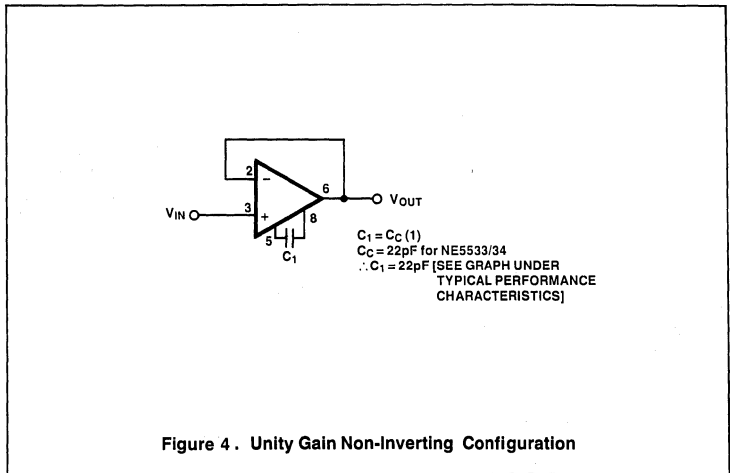 2
−
6
VOUT
VIN
3
+
8
5
C1
C1 = CC (1)
CC = 22pF for NE5533/34
∴C1 = 22pF [SEE GRAPH UNDER
TYPICAL PERFORMANCE
CHARACTERISTICS]
Figure 4. Unity Gain Non-Inverting Configuration